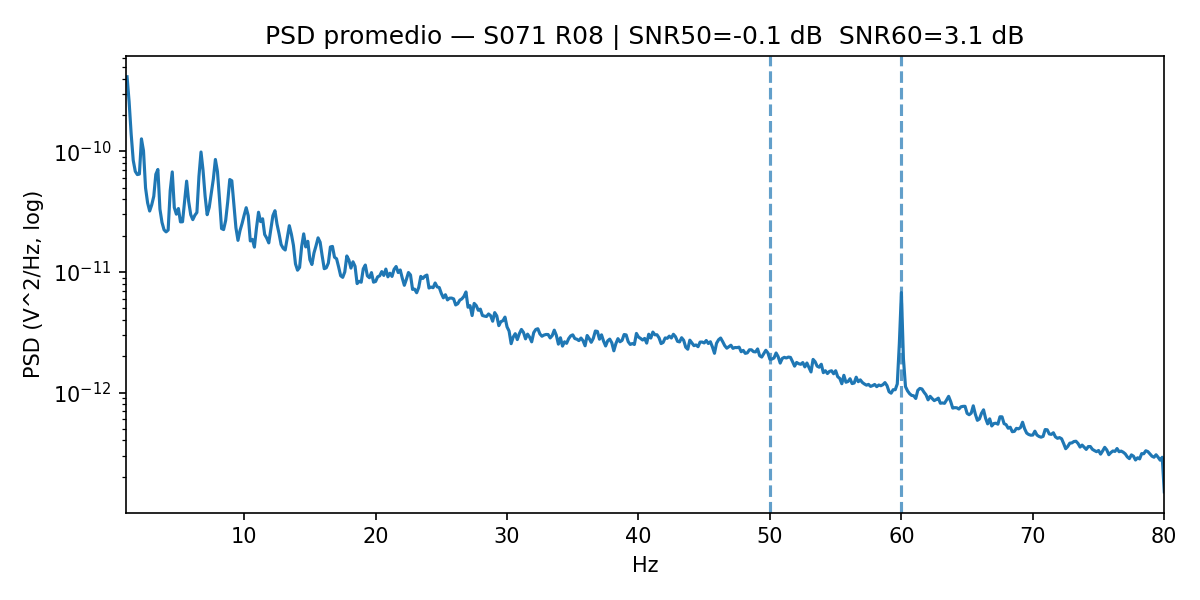 PSD promedio — S071 R08 | SNR50=-0.1 dB  SNR60=3.1 dB
PSD (V^2/Hz, log)
10⁻¹⁰
10⁻¹¹
10⁻¹²
10 20 30 40 50 60 70 80
Hz